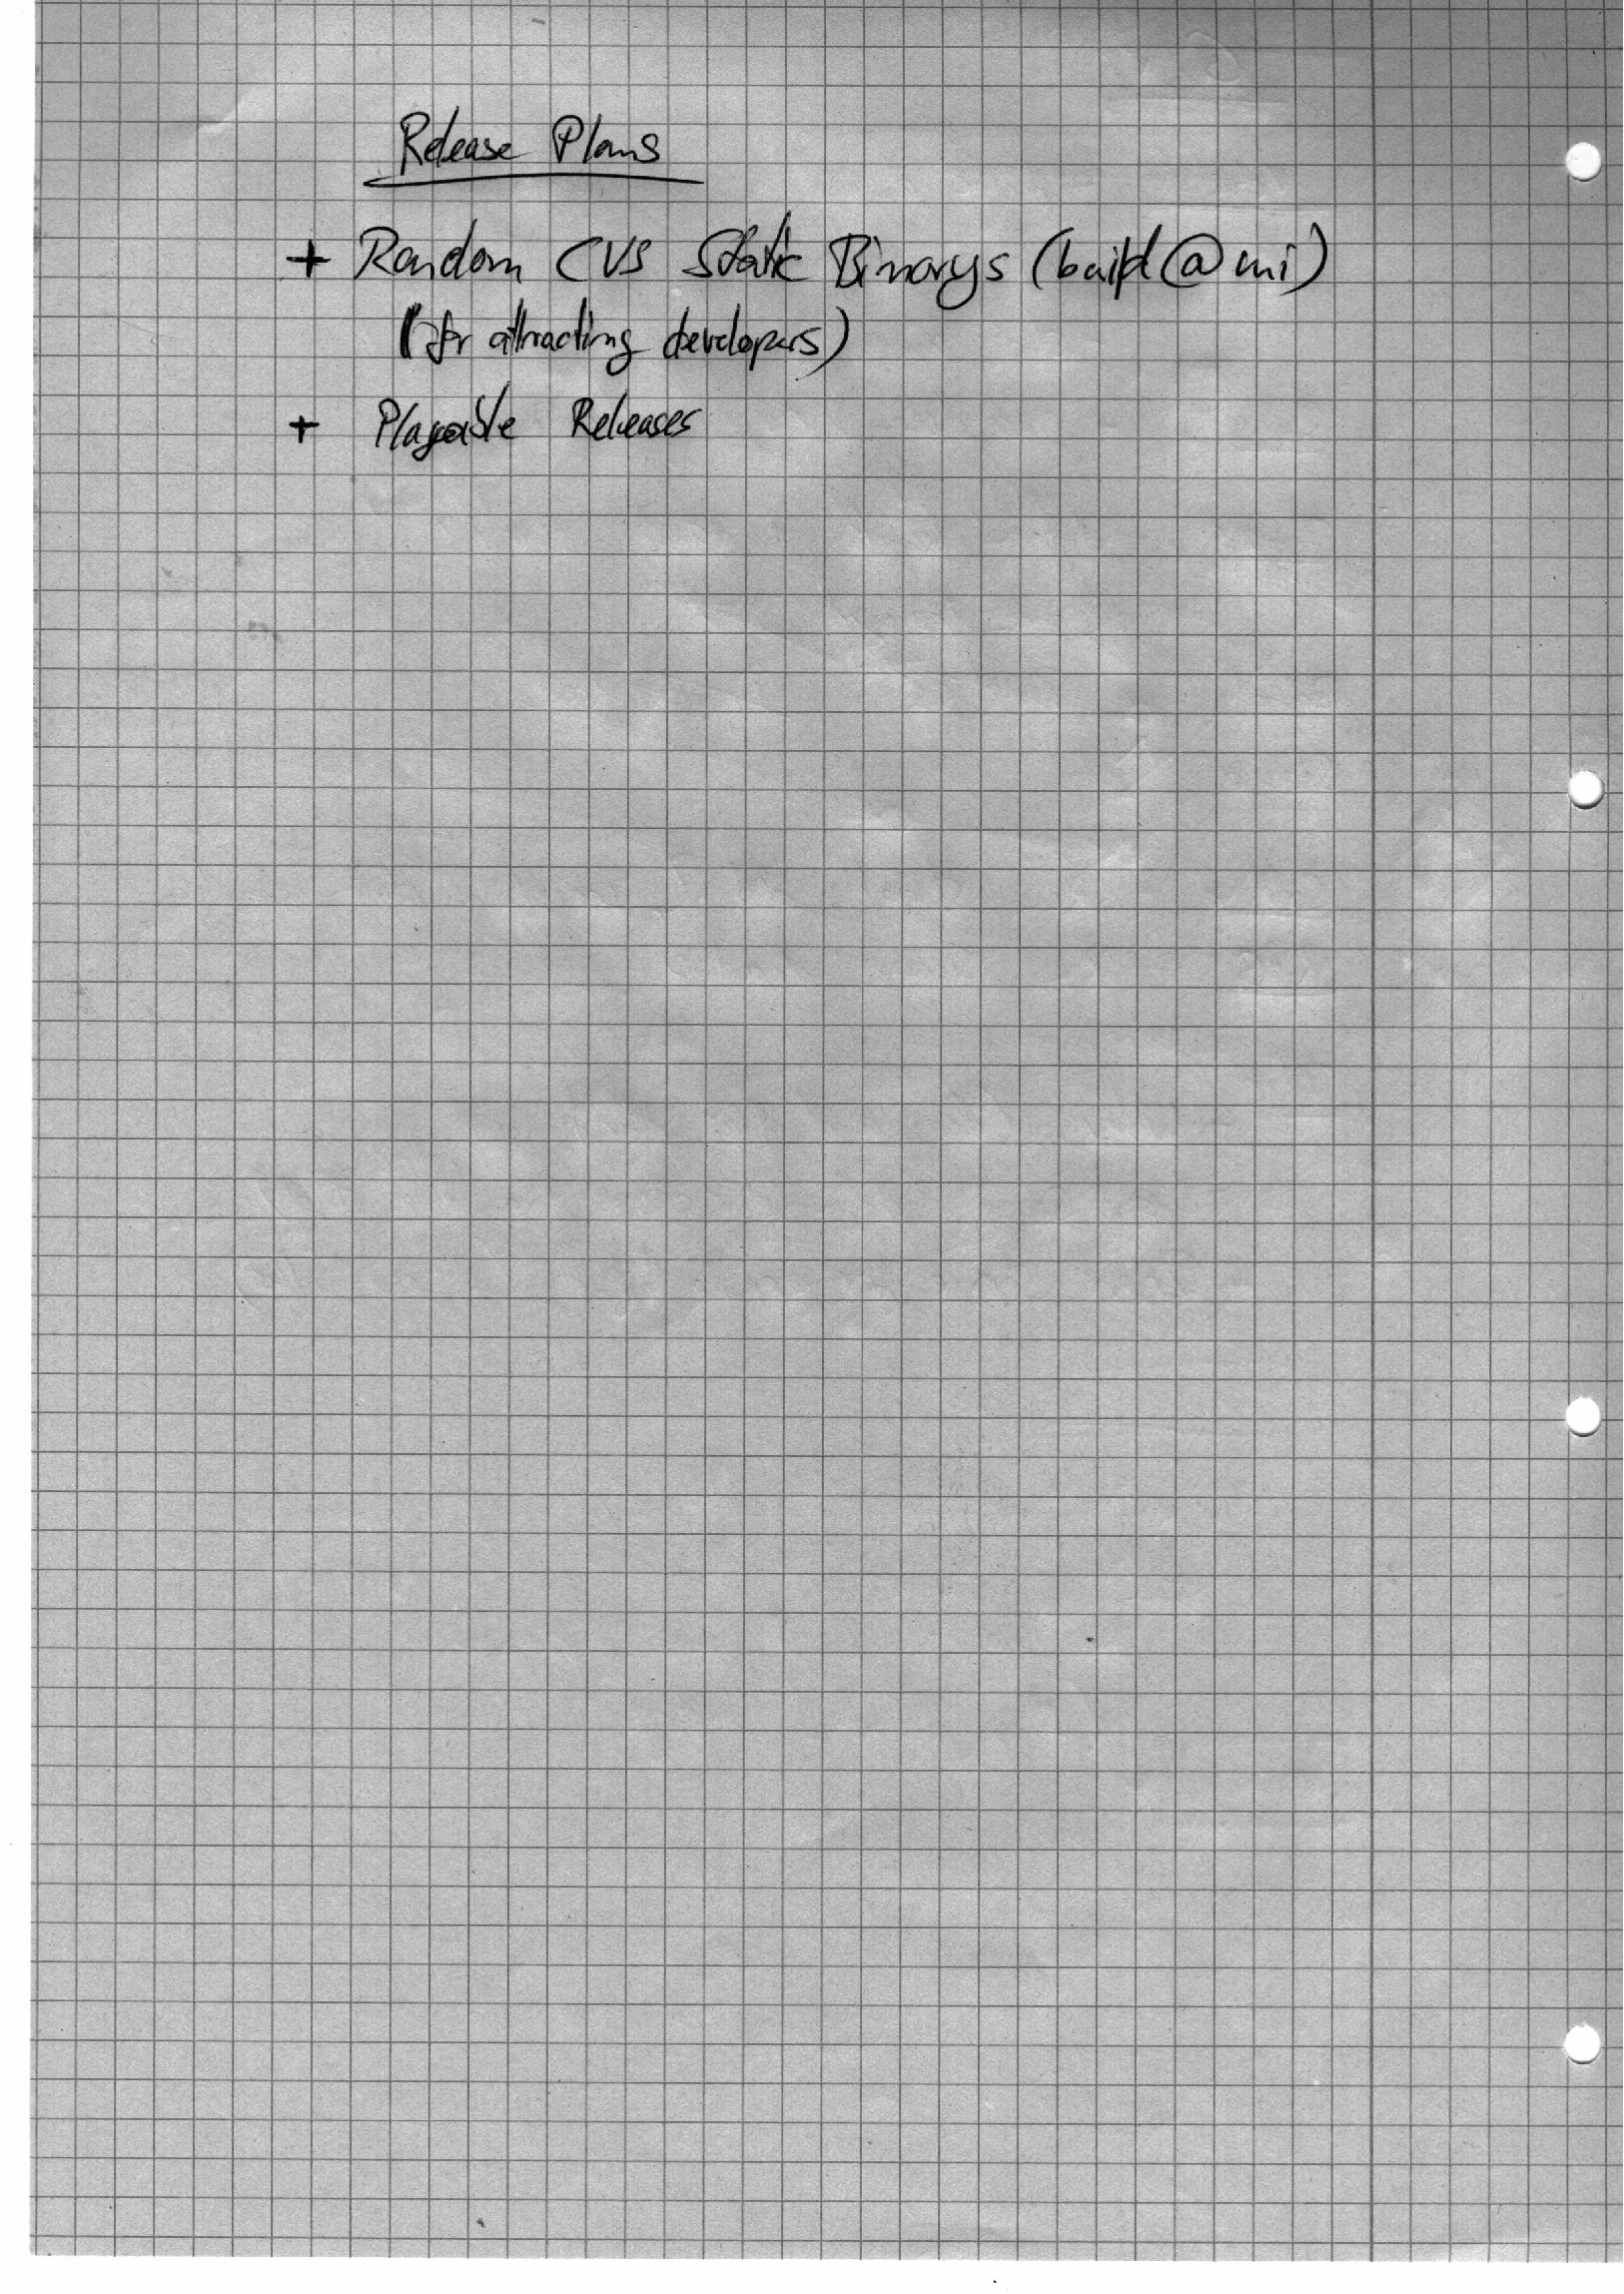 Release Plans
+ Random CVS Static Binarys (build@mi)
(for attracting developers)
+ Playable Releases